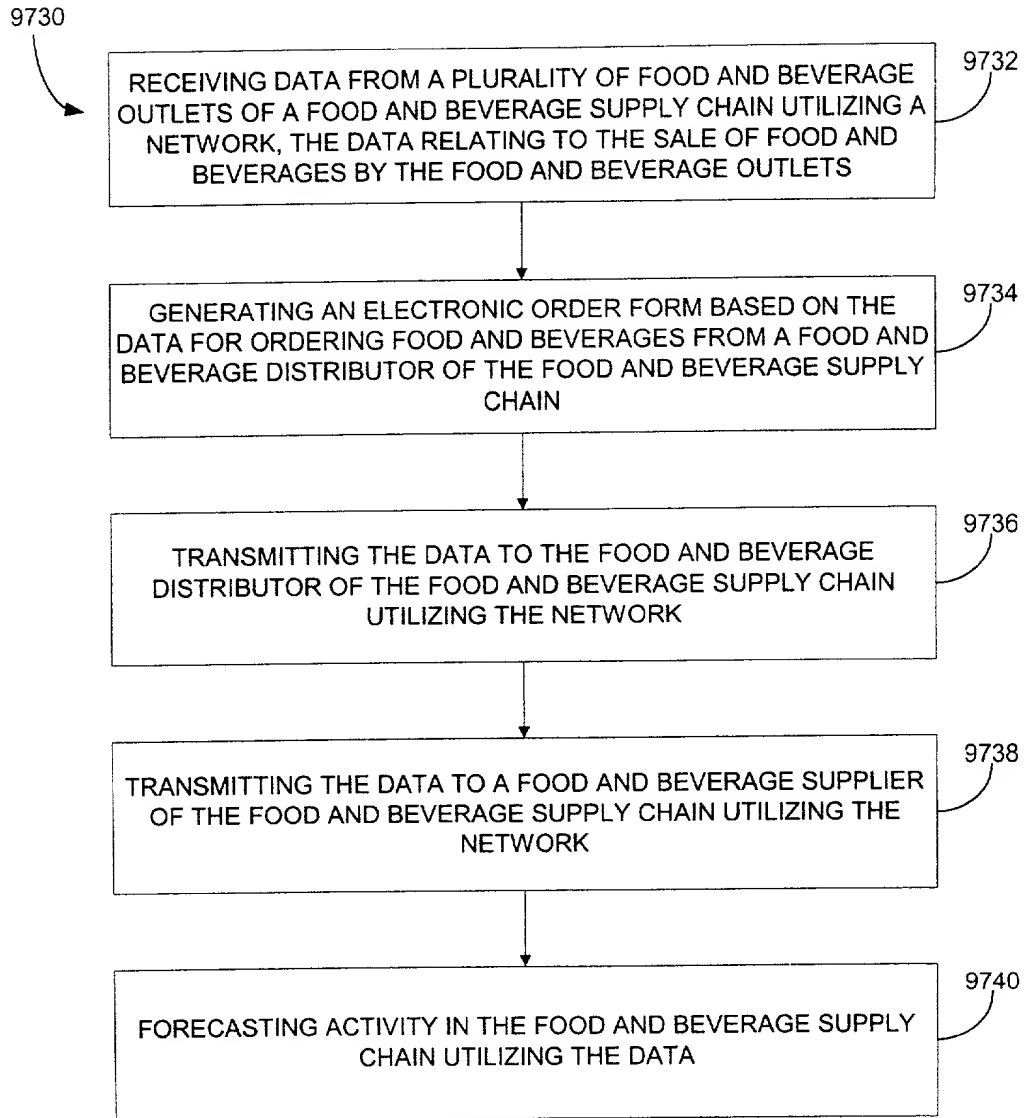 9730
9732
RECEIVING DATA FROM A PLURALITY OF FOOD AND BEVERAGE
OUTLETS OF A FOOD AND BEVERAGE SUPPLY CHAIN UTILIZING A
NETWORK, THE DATA RELATING TO THE SALE OF FOOD AND
BEVERAGES BY THE FOOD AND BEVERAGE OUTLETS
9734
GENERATING AN ELECTRONIC ORDER FORM BASED ON THE
DATA FOR ORDERING FOOD AND BEVERAGES FROM A FOOD AND
BEVERAGE DISTRIBUTOR OF THE FOOD AND BEVERAGE SUPPLY
CHAIN
9736
TRANSMITTING THE DATA TO THE FOOD AND BEVERAGE
DISTRIBUTOR OF THE FOOD AND BEVERAGE SUPPLY CHAIN
UTILIZING THE NETWORK
9738
TRANSMITTING THE DATA TO A FOOD AND BEVERAGE SUPPLIER
OF THE FOOD AND BEVERAGE SUPPLY CHAIN UTILIZING THE
NETWORK
9740
FORECASTING ACTIVITY IN THE FOOD AND BEVERAGE SUPPLY
CHAIN UTILIZING THE DATA